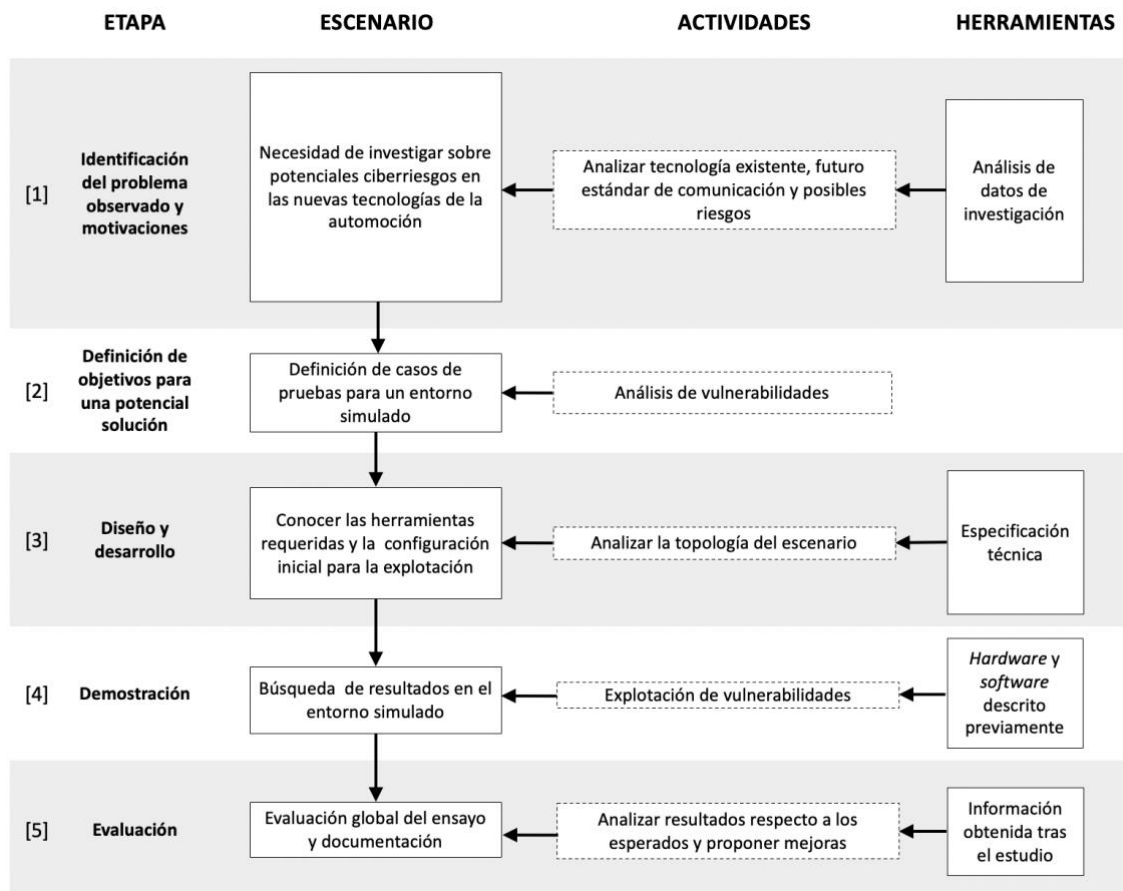 ETAPA
ESCENARIO
ACTIVIDADES
HERRAMIENTAS
[1]
Identificación
del problema
observado y
motivaciones
Necesidad de investigar sobre
potenciales ciberriesgos en
las nuevas tecnologías de la
automoción
Analizar tecnología existente, futuro
estándar de comunicación y posibles
riesgos
Análisis de
datos de
investigación
[2]
Definición de
objetivos para
una potencial
solución
Definición de casos de
pruebas para un entorno
simulado
Análisis de vulnerabilidades
[3]
Diseño y
desarrollo
Conocer las herramientas
requeridas y la configuración
inicial para la explotación
Analizar la topología del escenario
Especificación
técnica
[4]
Demostración
Búsqueda de resultados en el
entorno simulado
Explotación de vulnerabilidades
Hardware y
software
descrito
previamente
[5]
Evaluación
Evaluación global del ensayo
y documentación
Analizar resultados respecto a los
esperados y proponer mejoras
Información
obtenida tras
el estudio